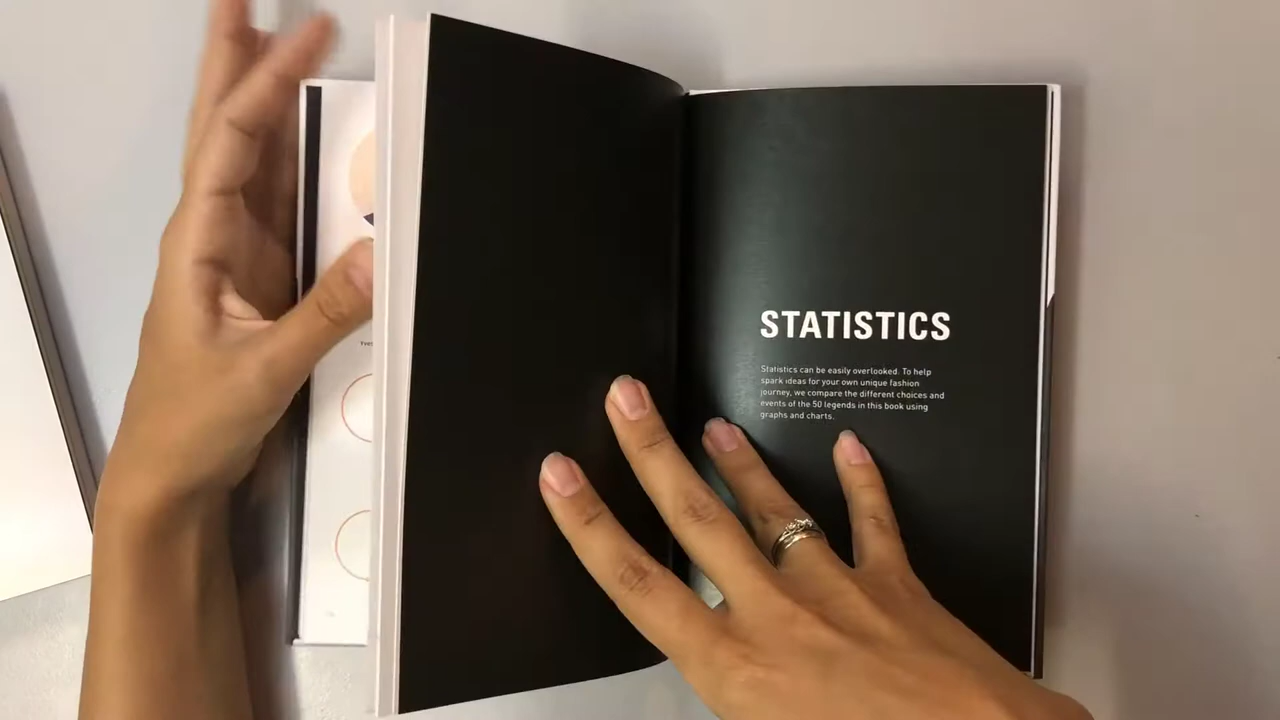 STATISTICS
Statistics can be easily overlooked. To help
spark ideas for your own unique fashion
journey, we compare the different choices and
events of the 50 legends in this book using
graphs and charts.